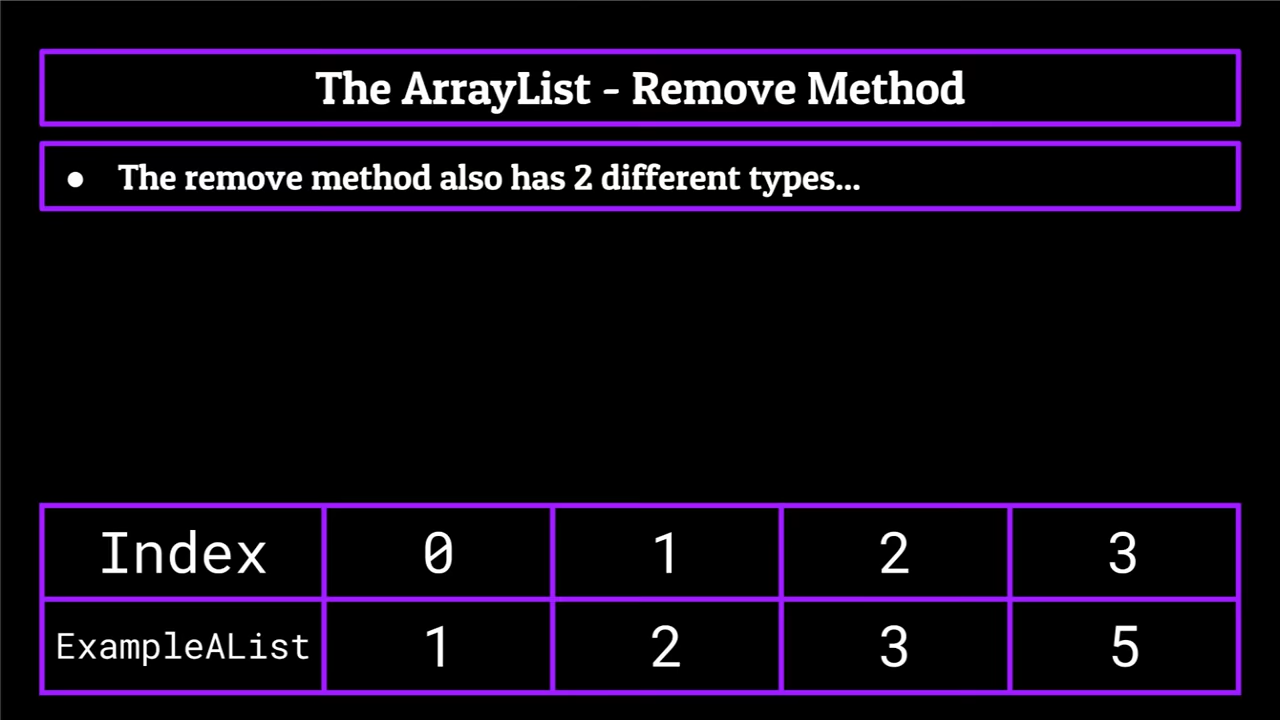 The ArrayList - Remove Method
● The remove method also has 2 different types...
Index 0 1 2 3
ExampleAList 1 2 3 5